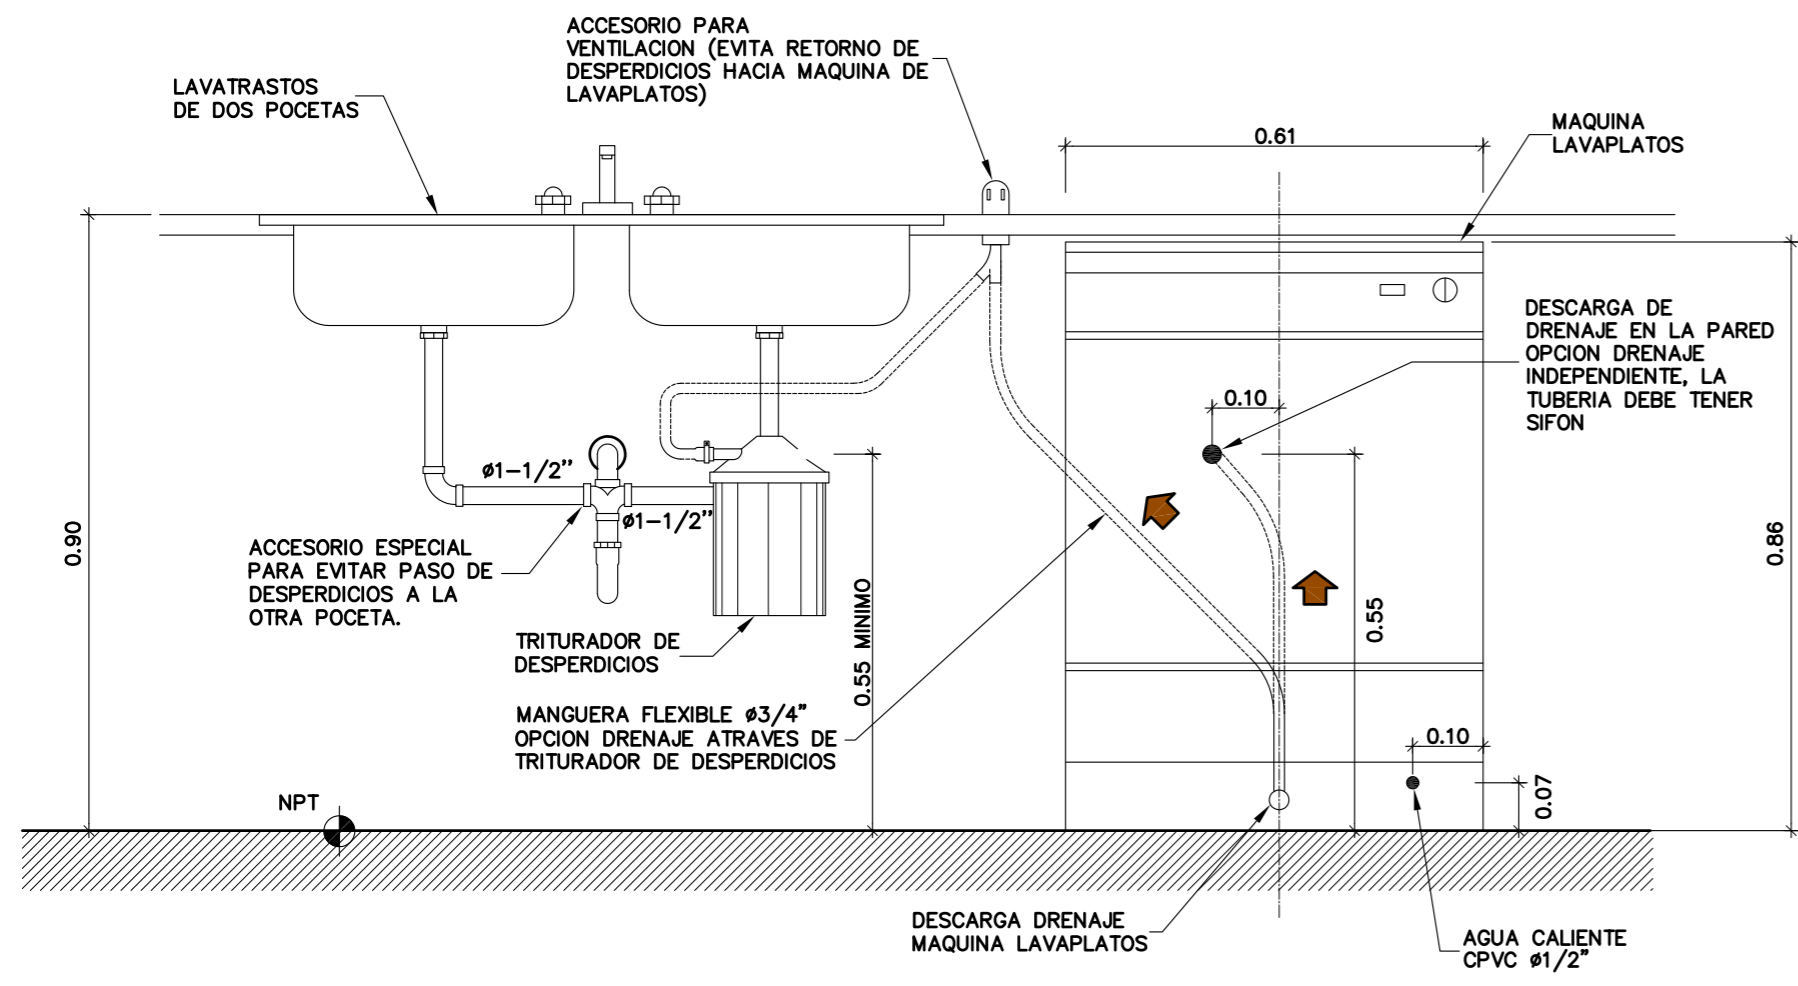 ACCESORIO PARA
VENTILACION (EVITA RETORNO DE
DESPERDICIOS HACIA MAQUINA DE
LAVAPLATOS)
LAVATRASTOS
DE DOS POCETAS
0.61
MAQUINA
LAVAPLATOS
DESCARGA DE
DRENAJE EN LA PARED
OPCION DRENAJE
INDEPENDIENTE, LA
TUBERIA DEBE TENER
SIFON
0.10
ø1-1/2"
ø1-1/2"
0.90
ACCESORIO ESPECIAL
PARA EVITAR PASO DE
DESPERDICIOS A LA
OTRA POCETA.
TRITURADOR DE
DESPERDICIOS
0.55 MINIMO
0.55
0.86
MANGUERA FLEXIBLE ø3/4"
OPCION DRENAJE ATRAVES DE
TRITURADOR DE DESPERDICIOS
0.10
0.07
NPT
DESCARGA DRENAJE
MAQUINA LAVAPLATOS
AGUA CALIENTE
CPVC ø1/2"